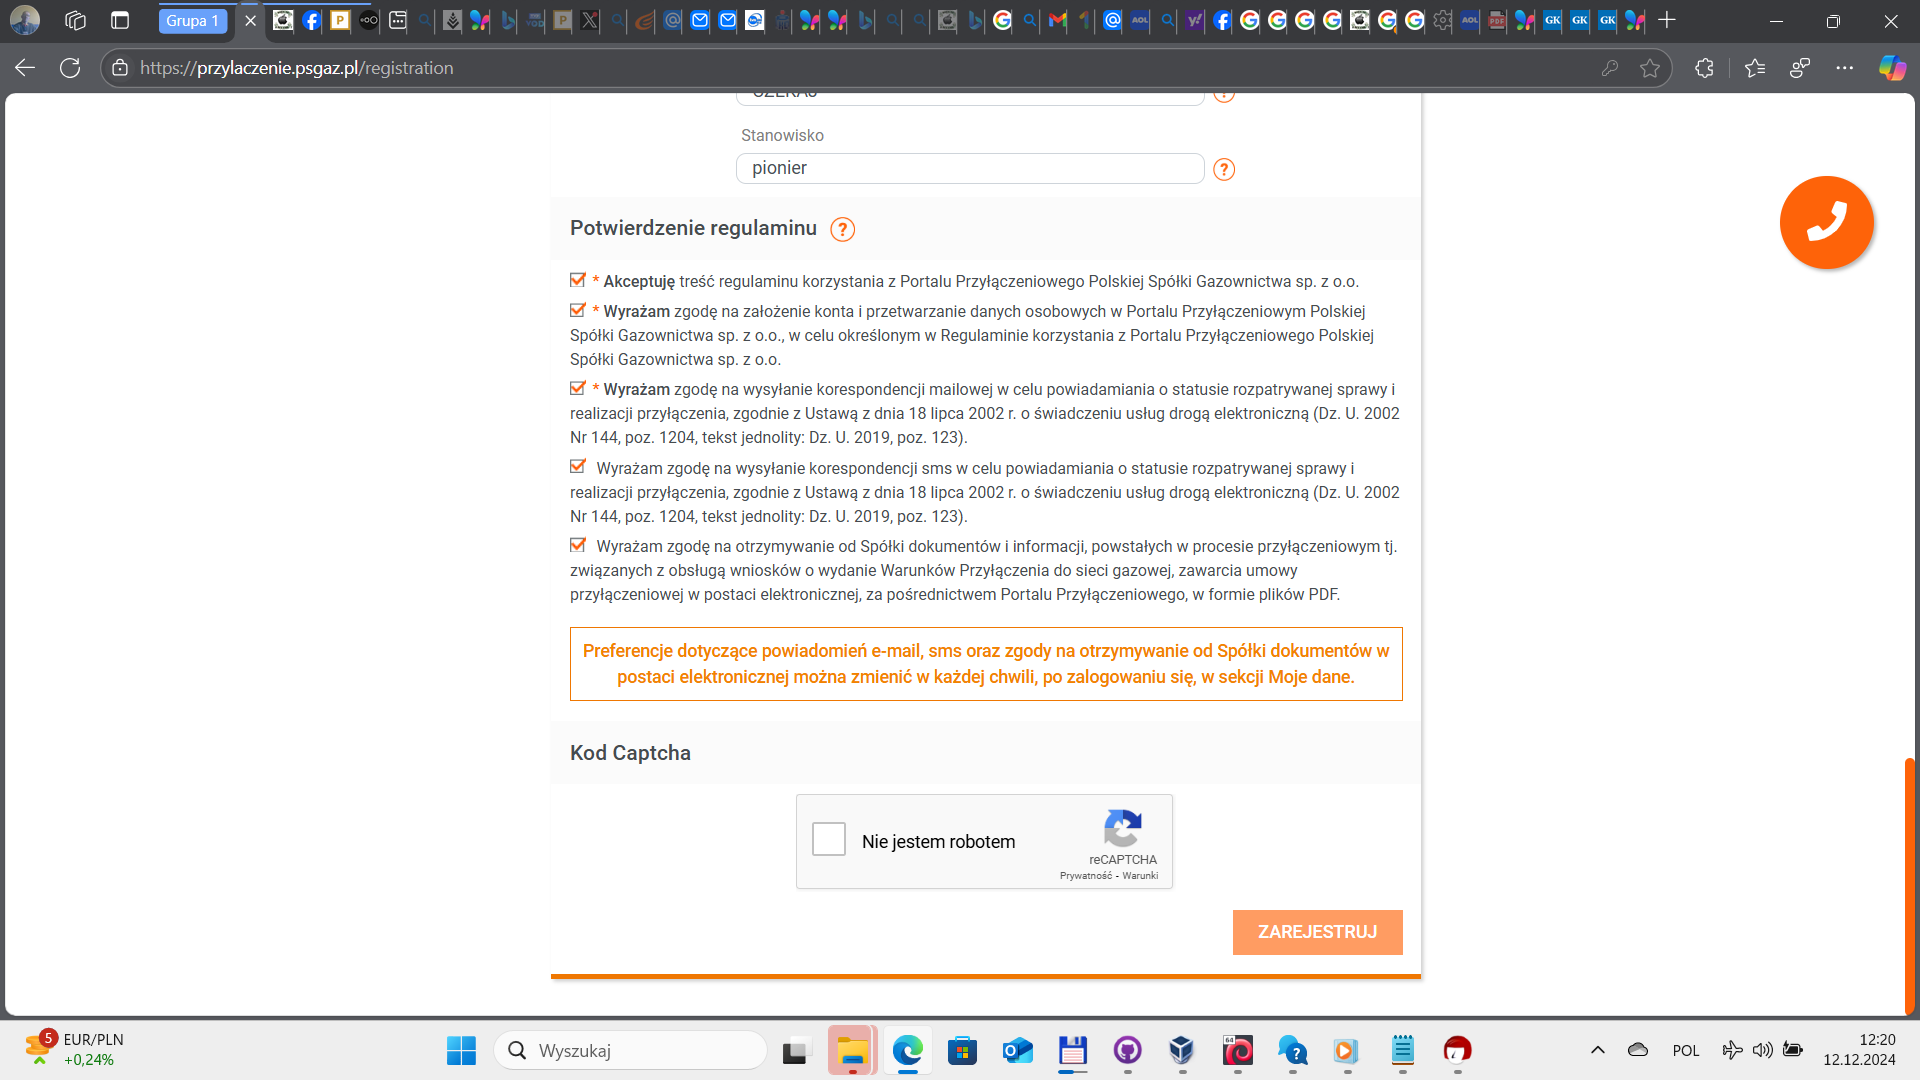 Grupa 1
https://przylaczenie.psgaz.pl/registration
Stanowisko
pionier
Potwierdzenie regulaminu
* Akceptuję treść regulaminu korzystania z Portalu Przyłączeniowego Polskiej Spółki Gazownictwa sp. z o.o.
* Wyrażam zgodę na założenie konta i przetwarzanie danych osobowych w Portalu Przyłączeniowym Polskiej
Spółki Gazownictwa sp. z o.o., w celu określonym w Regulaminie korzystania z Portalu Przyłączeniowego Polskiej
Spółki Gazownictwa sp. z o.o.
* Wyrażam zgodę na wysyłanie korespondencji mailowej w celu powiadamiania o statusie rozpatrywanej sprawy i
realizacji przyłączenia, zgodnie z Ustawą z dnia 18 lipca 2002 r. o świadczeniu usług drogą elektroniczną (Dz. U. 2002
Nr 144, poz. 1204, tekst jednolity: Dz. U. 2019, poz. 123).
Wyrażam zgodę na wysyłanie korespondencji sms w celu powiadamiania o statusie rozpatrywanej sprawy i
realizacji przyłączenia, zgodnie z Ustawą z dnia 18 lipca 2002 r. o świadczeniu usług drogą elektroniczną (Dz. U. 2002
Nr 144, poz. 1204, tekst jednolity: Dz. U. 2019, poz. 123).
Wyrażam zgodę na otrzymywanie od Spółki dokumentów i informacji, powstałych w procesie przyłączeniowym tj.
związanych z obsługą wniosków o wydanie Warunków Przyłączenia do sieci gazowej, zawarcia umowy
przyłączeniowej w postaci elektronicznej, za pośrednictwem Portalu Przyłączeniowego, w formie plików PDF.
Preferencje dotyczące powiadomień e-mail, sms oraz zgody na otrzymywanie od Spółki dokumentów w
postaci elektronicznej można zmienić w każdej chwili, po zalogowaniu się, w sekcji Moje dane.
Kod Captcha
Nie jestem robotem
reCAPTCHA
Prywatność - Warunki
ZAREJESTRUJ
5
EUR/PLN
+0,24%
Wyszukaj
POL
12:20
12.12.2024